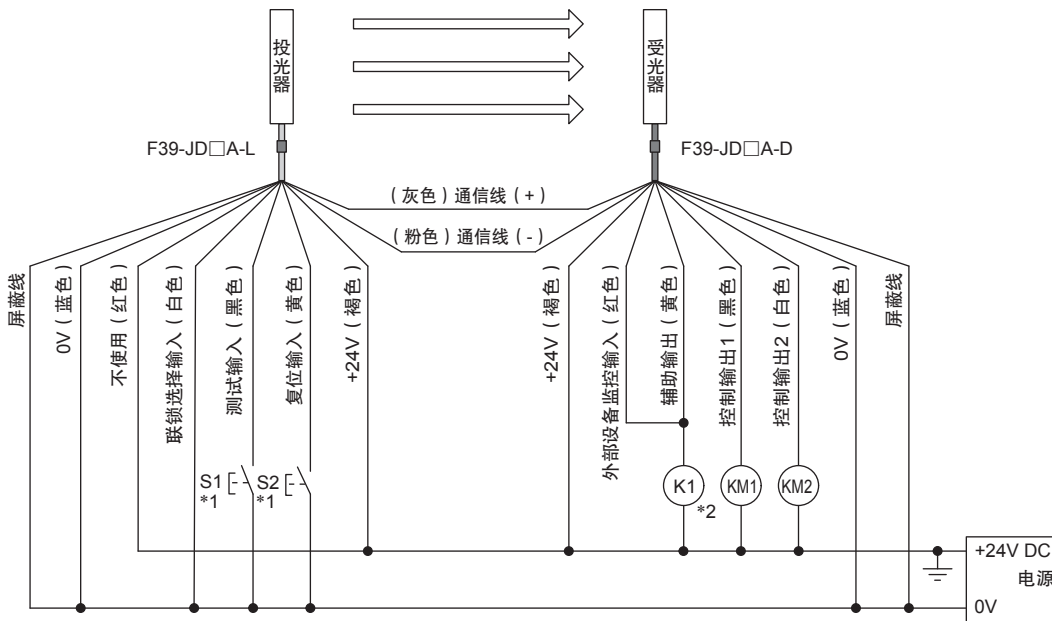 投光器
受光器
F39-JD□A-L
F39-JD□A-D
(灰色)通信线(+)
(粉色)通信线(-)
屏蔽线
0V(蓝色)
不使用(红色)
联锁选择输入(白色)
测试输入(黑色)
复位输入(黄色)
+24V(褐色)
+24V(褐色)
外部设备监控输入(红色)
辅助输出(黄色)
控制输出1(黑色)
控制输出2(白色)
0V(蓝色)
屏蔽线
S1
*1
S2
*1
K1
*2
KM1
KM2
+24V DC
电源
0V